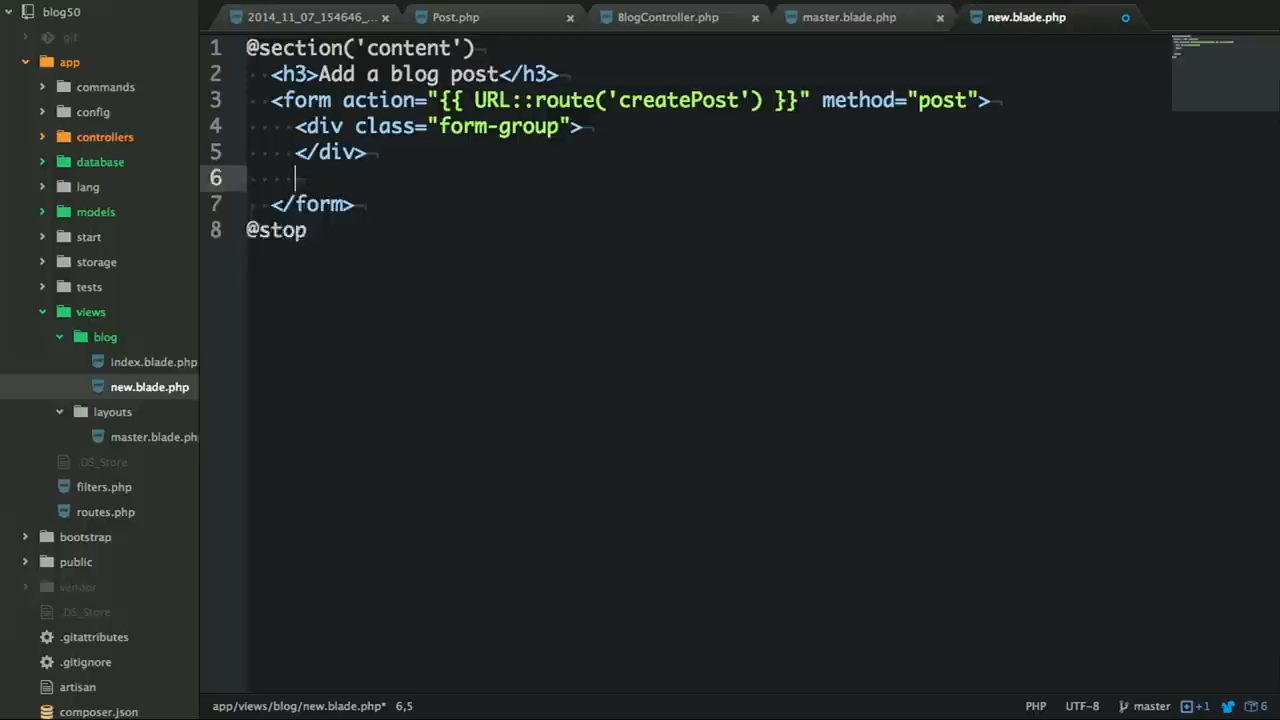 blog50
2014_11_07_154646_...
Post.php
BlogController.php
master.blade.php
new.blade.php
git
app
commands
config
controllers
database
lang
models
start
storage
tests
views
blog
index.blade.php
new.blade.php
layouts
master.blade.ph
.DS_Store
filters.php
routes.php
bootstrap
public
vendor
.DS_Store
.gitattributes
.gitignore
artisan
composer.json
1 @section('content')
2 <h3>Add a blog post</h3>
3 <form action="{{ URL::route('createPost') }}" method="post">
4 <div class="form-group">
5 </div>
6
7 </form>
8 @stop
app/views/blog/new.blade.php* 6,5
PHP UTF-8 master +1 6